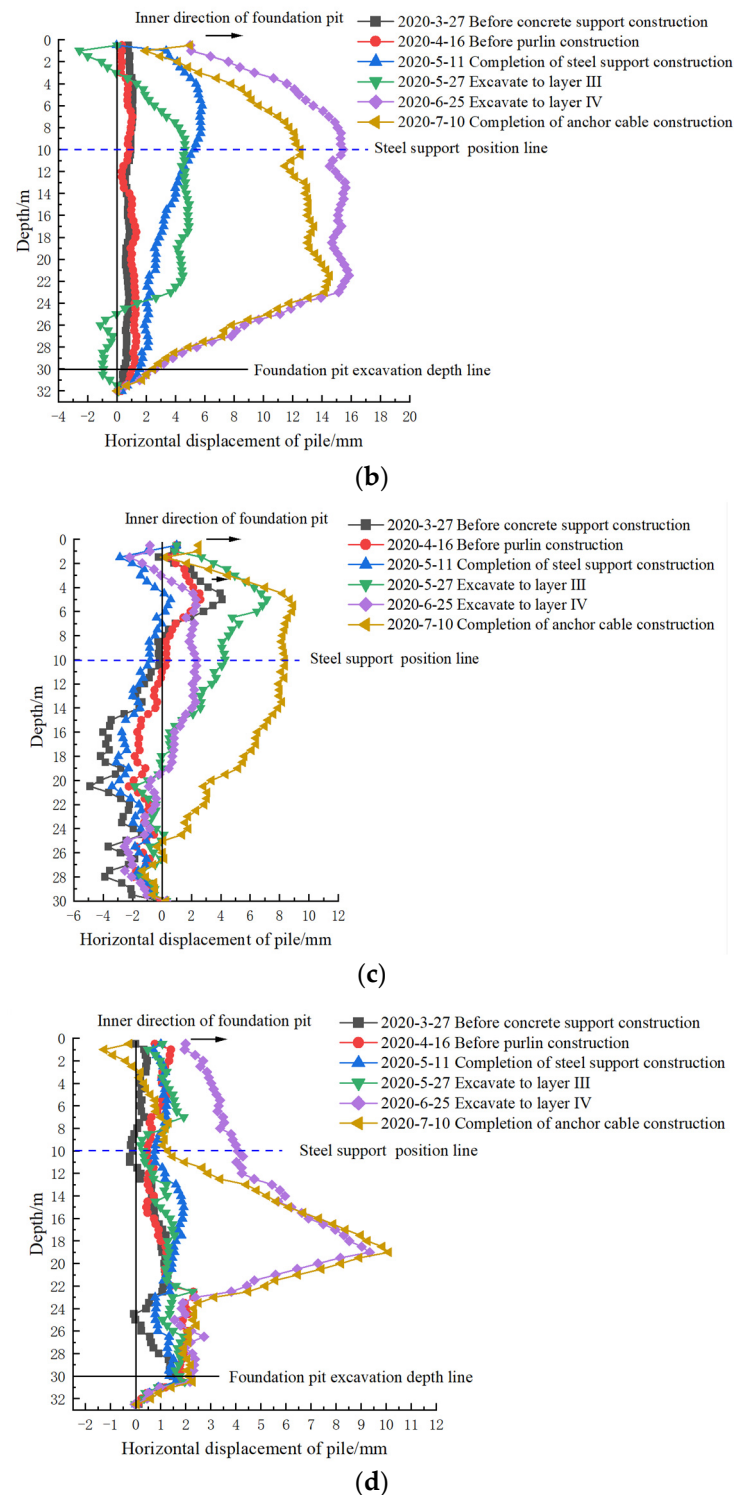 Inner direction of foundation pit
2020-3-27 Before concrete support construction
2020-4-16 Before purlin construction
2020-5-11 Completion of steel support construction
2020-5-27 Excavate to layer III
2020-6-25 Excavate to layer IV
2020-7-10 Completion of anchor cable construction
Steel support position line
Foundation pit excavation depth line
Depth/m
0
2
4
6
8
10
12
14
16
18
20
22
24
26
28
30
32
-4 -2 0 2 4 6 8 10 12 14 16 18 20
Horizontal displacement of pile/mm
(b)
Inner direction of foundation pit
2020-3-27 Before concrete support construction
2020-4-16 Before purlin construction
2020-5-11 Completion of steel support construction
2020-5-27 Excavate to layer III
2020-6-25 Excavate to layer IV
2020-7-10 Completion of anchor cable construction
Steel support position line
Depth/m
0
2
4
6
8
10
12
14
16
18
20
22
24
26
28
30
-6 -4 -2 0 2 4 6 8 10 12
Horizontal displacement of pile/mm
(c)
Inner direction of foundation pit
2020-3-27 Before concrete support construction
2020-4-16 Before purlin construction
2020-5-11 Completion of steel support construction
2020-5-27 Excavate to layer III
2020-6-25 Excavate to layer IV
2020-7-10 Completion of anchor cable construction
Steel support position line
Foundation pit excavation depth line
Depth/m
0
2
4
6
8
10
12
14
16
18
20
22
24
26
28
30
32
-2 -1 0 1 2 3 4 5 6 7 8 9 10 11 12
Horizontal displacement of pile/mm
(d)